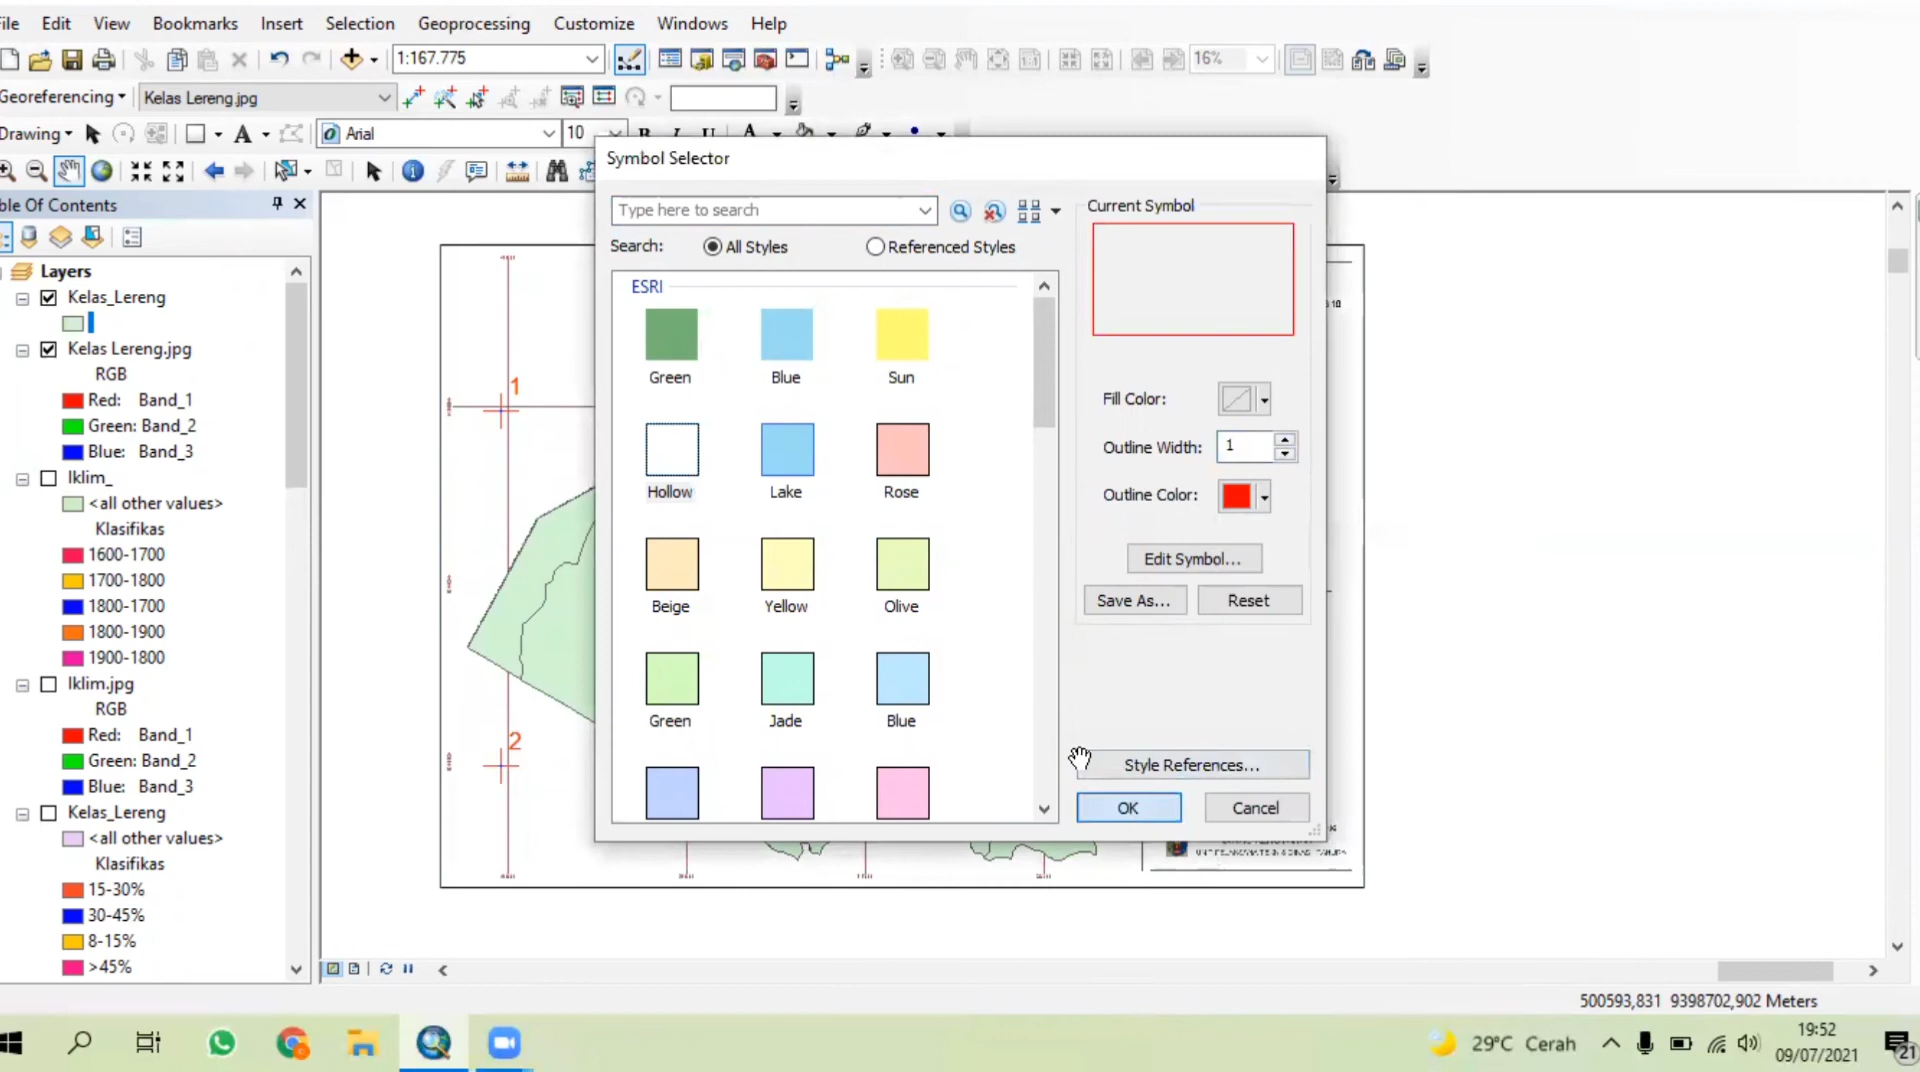 ile Edit View Bookmarks Insert Selection Geoprocessing Customize Windows Help
1:167.775
16%
Georeferencing Kelas Lereng.jpg
Drawing A Arial 10 B I U A
ble Of Contents
Layers
Kelas_Lereng
Kelas Lereng.jpg
RGB
Red: Band_1
Green: Band_2
Blue: Band_3
Iklim_
<all other values>
Klasifikas
1600-1700
1700-1800
1800-1700
1800-1900
1900-1800
Iklim.jpg
RGB
Red: Band_1
Green: Band_2
Blue: Band_3
Kelas_Lereng
<all other values>
Klasifikas
15-30%
30-45%
8-15%
>45%
1
2
Symbol Selector
Type here to search
Search: All Styles Referenced Styles
ESRI
Green Blue Sun
Hollow Lake Rose
Beige Yellow Olive
Green Jade Blue
Current Symbol
Fill Color:
Outline Width: 1
Outline Color:
Edit Symbol...
Save As... Reset
Style References...
OK Cancel
500593,831 9398702,902 Meters
29°C Cerah
19:52
09/07/2021
21